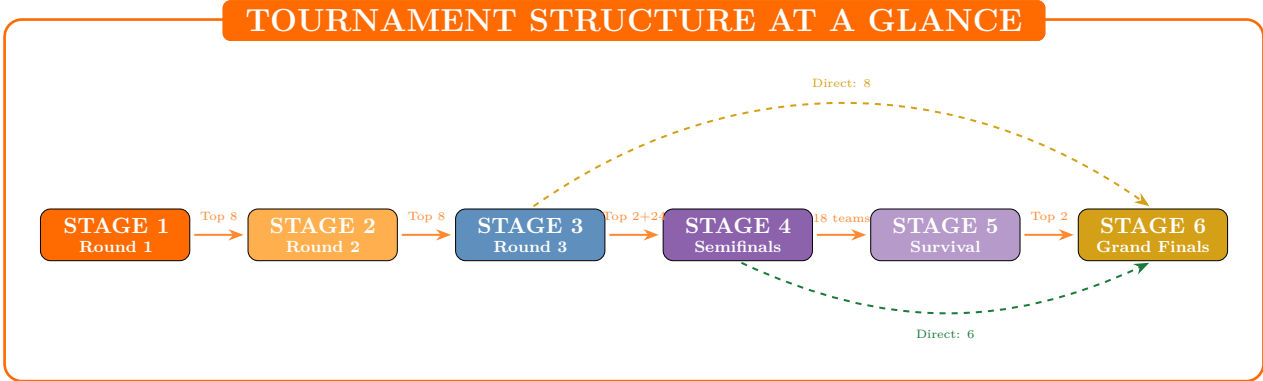 TOURNAMENT STRUCTURE AT A GLANCE
Direct: 8
STAGE 1
Round 1
Top 8
STAGE 2
Round 2
Top 8
STAGE 3
Round 3
Top 2+24
STAGE 4
Semifinals
18 teams
STAGE 5
Survival
Top 2
STAGE 6
Grand Finals
Direct: 6